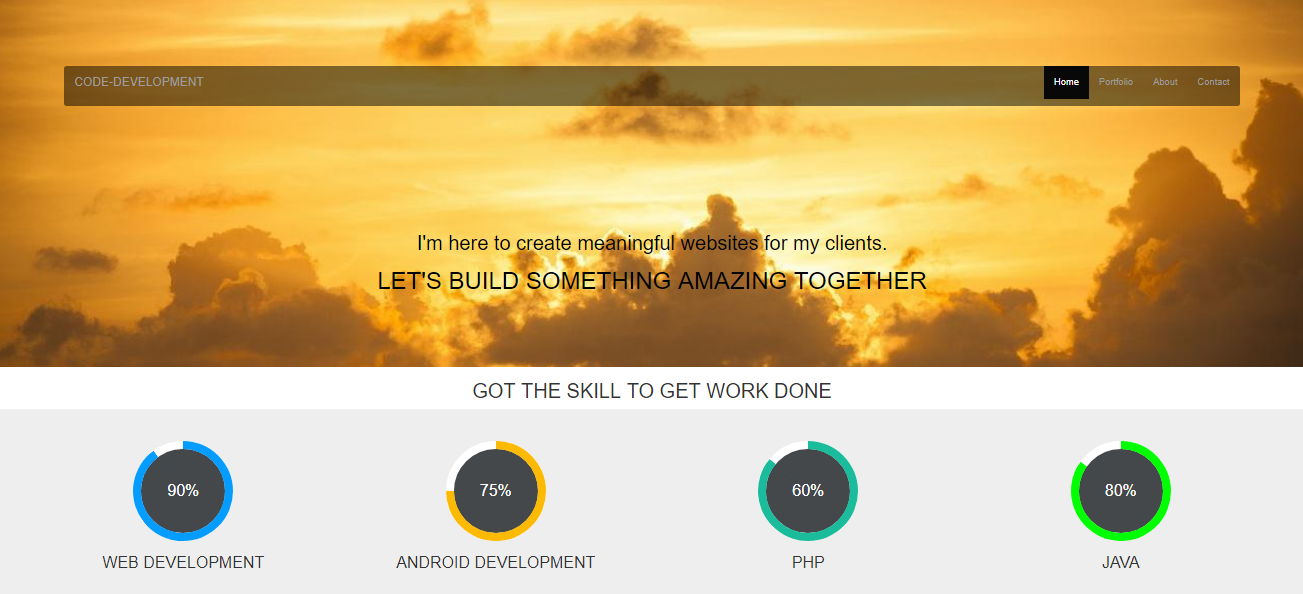 CODE-DEVELOPMENT
Home Portfolio About Contact
I'm here to create meaningful websites for my clients.
LET'S BUILD SOMETHING AMAZING TOGETHER
GOT THE SKILL TO GET WORK DONE
90% 75% 60% 80%
WEB DEVELOPMENT ANDROID DEVELOPMENT PHP JAVA